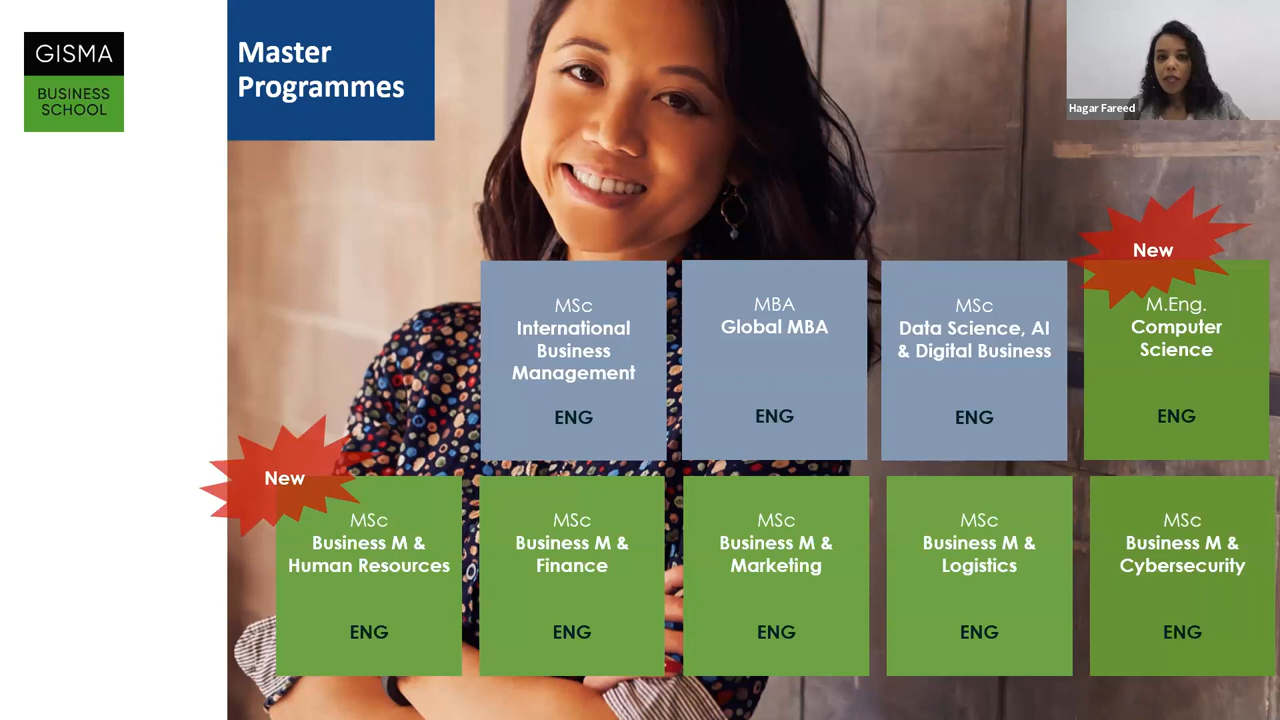 GISMA
BUSINESS
SCHOOL
Master
Programmes
Hagar Fareed
MSc
International
Business
Management
ENG
MBA
Global MBA
ENG
MSc
Data Science, AI
& Digital Business
ENG
New
M.Eng.
Computer
Science
ENG
New
MSc
Business M &
Human Resources
ENG
MSc
Business M &
Finance
ENG
MSc
Business M &
Marketing
ENG
MSc
Business M &
Logistics
ENG
MSc
Business M &
Cybersecurity
ENG